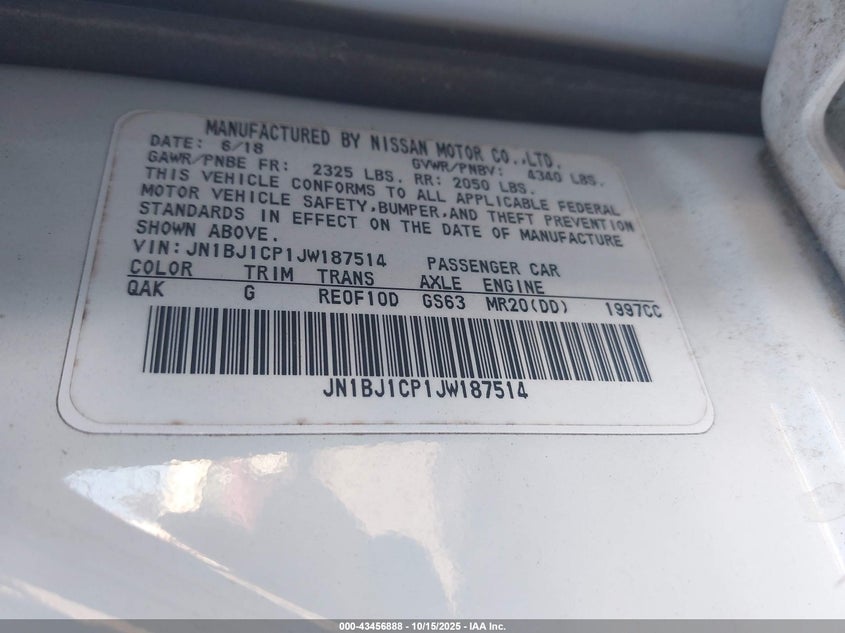 MANUFACTURED BY NISSAN MOTOR CO.,LTD.
DATE: 6/18 GVWR/PNBV: 4340 LBS.
GAWR/PNBE FR: 2325 LBS. RR: 2050 LBS.
THIS VEHICLE CONFORMS TO ALL APPLICABLE FEDERAL
MOTOR VEHICLE SAFETY,BUMPER,AND THEFT PREVENTION
STANDARDS IN EFFECT ON THE DATE OF MANUFACTURE
SHOWN ABOVE.
VIN:JN1BJ1CP1JW187514 PASSENGER CAR
COLOR TRIM TRANS AXLE ENGINE
QAK G RE0F10D GS63 MR20(DD) 1997CC
JN1BJ1CP1JW187514
000-43456888 - 10/15/2025 - IAA Inc.